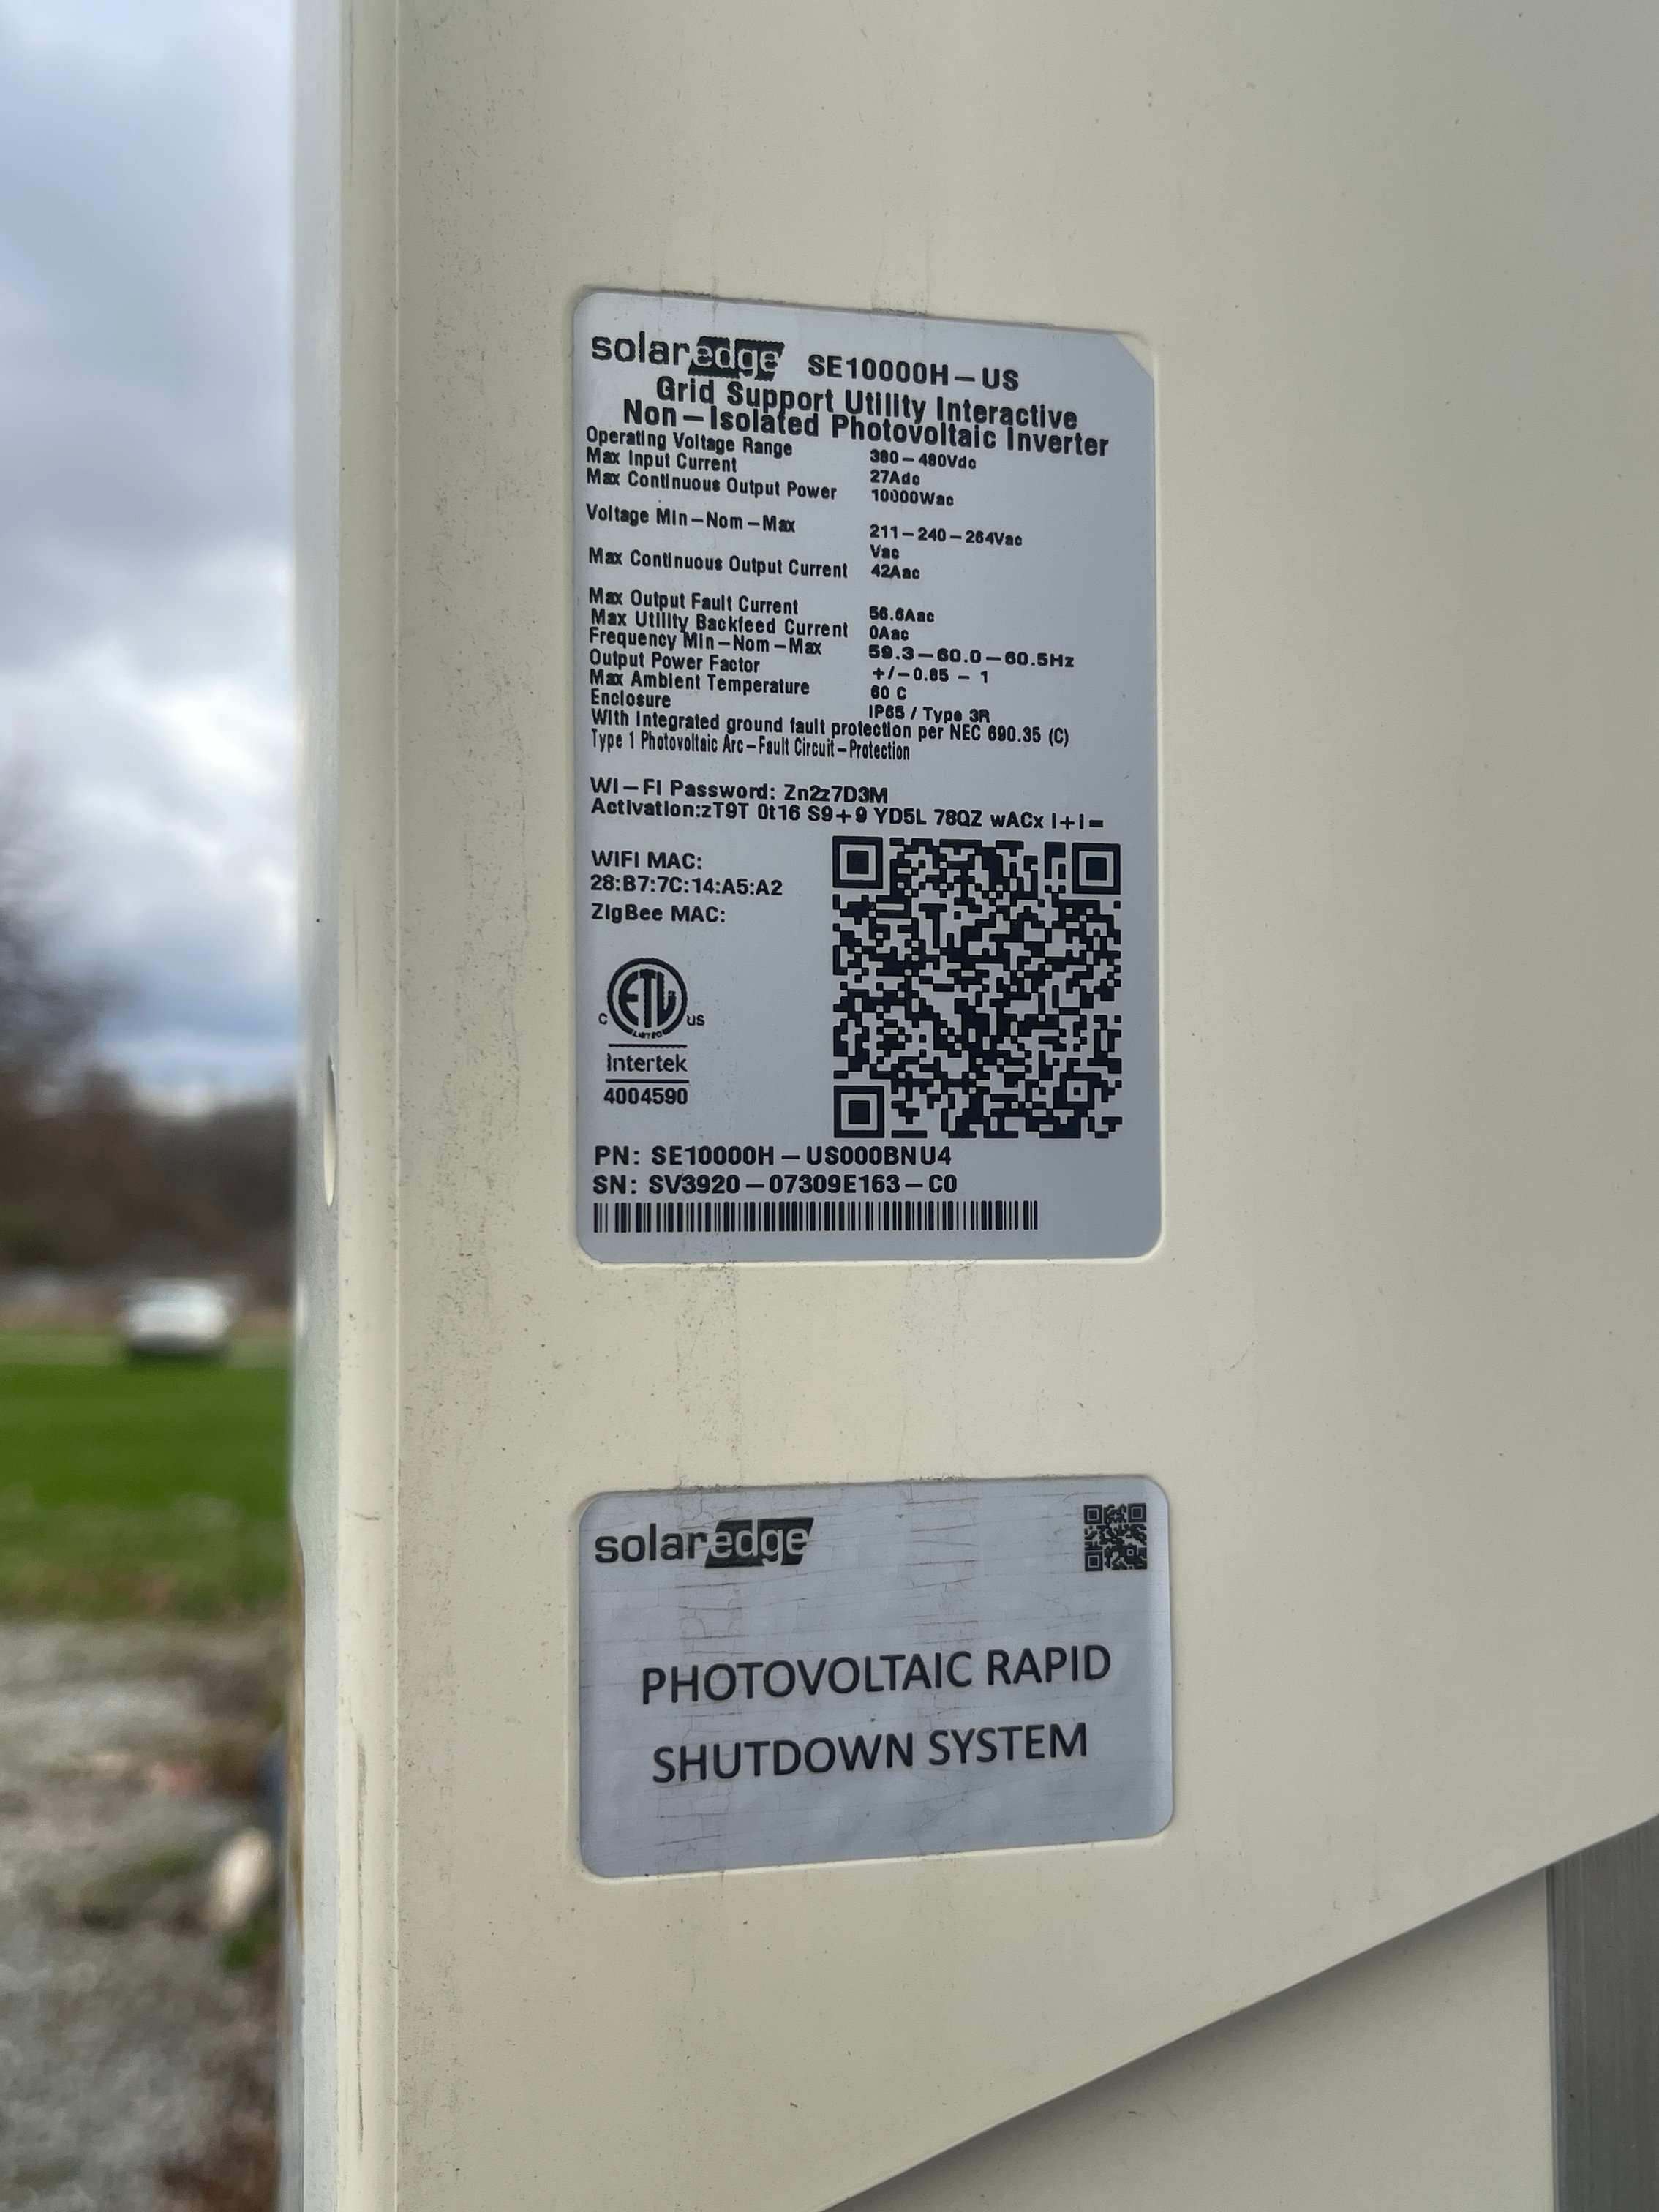 solaredge SE10000H-US
Grid Support Utility Interactive
Non-Isolated Photovoltaic Inverter
Operating Voltage Range 380-480Vdc
Max Input Current 27Adc
Max Continuous Output Power 10000Wac
Voltage Min-Nom-Max 211-240-264Vac
Vac
Max Continuous Output Current 42Aac
Max Output Fault Current 56.6Aac
Max Utility Backfeed Current 0Aac
Frequency Min-Nom-Max 59.3-60.0-60.5Hz
Output Power Factor +/-0.85 - 1
Max Ambient Temperature 60 C
Enclosure IP65 / Type 3R
With Integrated ground fault protection per NEC 690.35 (C)
Type 1 Photovoltaic Arc-Fault Circuit-Protection
Wi-Fi Password: Zn2z7D3M
Activation:zT9T 0t16 S9+9 YD5L 78QZ wACx I+I=
WIFI MAC:
28:B7:7C:14:A5:A2
ZigBee MAC:
ETL
C US
LISTED
Intertek
4004590
PN: SE10000H-US000BNU4
SN: SV3920-07309E163-C0
solaredge
PHOTOVOLTAIC RAPID
SHUTDOWN SYSTEM